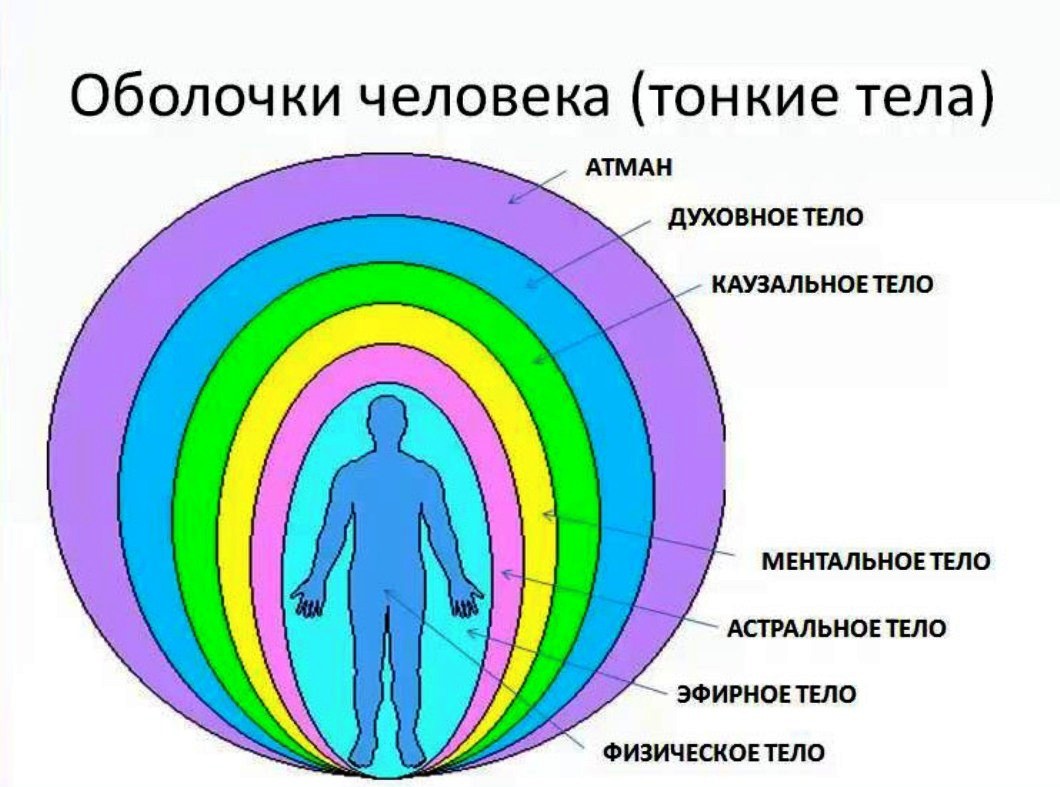 Оболочки человека (тонкие тела)
АТМАН
ДУХОВНОЕ ТЕЛО
КАУЗАЛЬНОЕ ТЕЛО
МЕНТАЛЬНОЕ ТЕЛО
АСТРАЛЬНОЕ ТЕЛО
ЭФИРНОЕ ТЕЛО
ФИЗИЧЕСКОЕ ТЕЛО